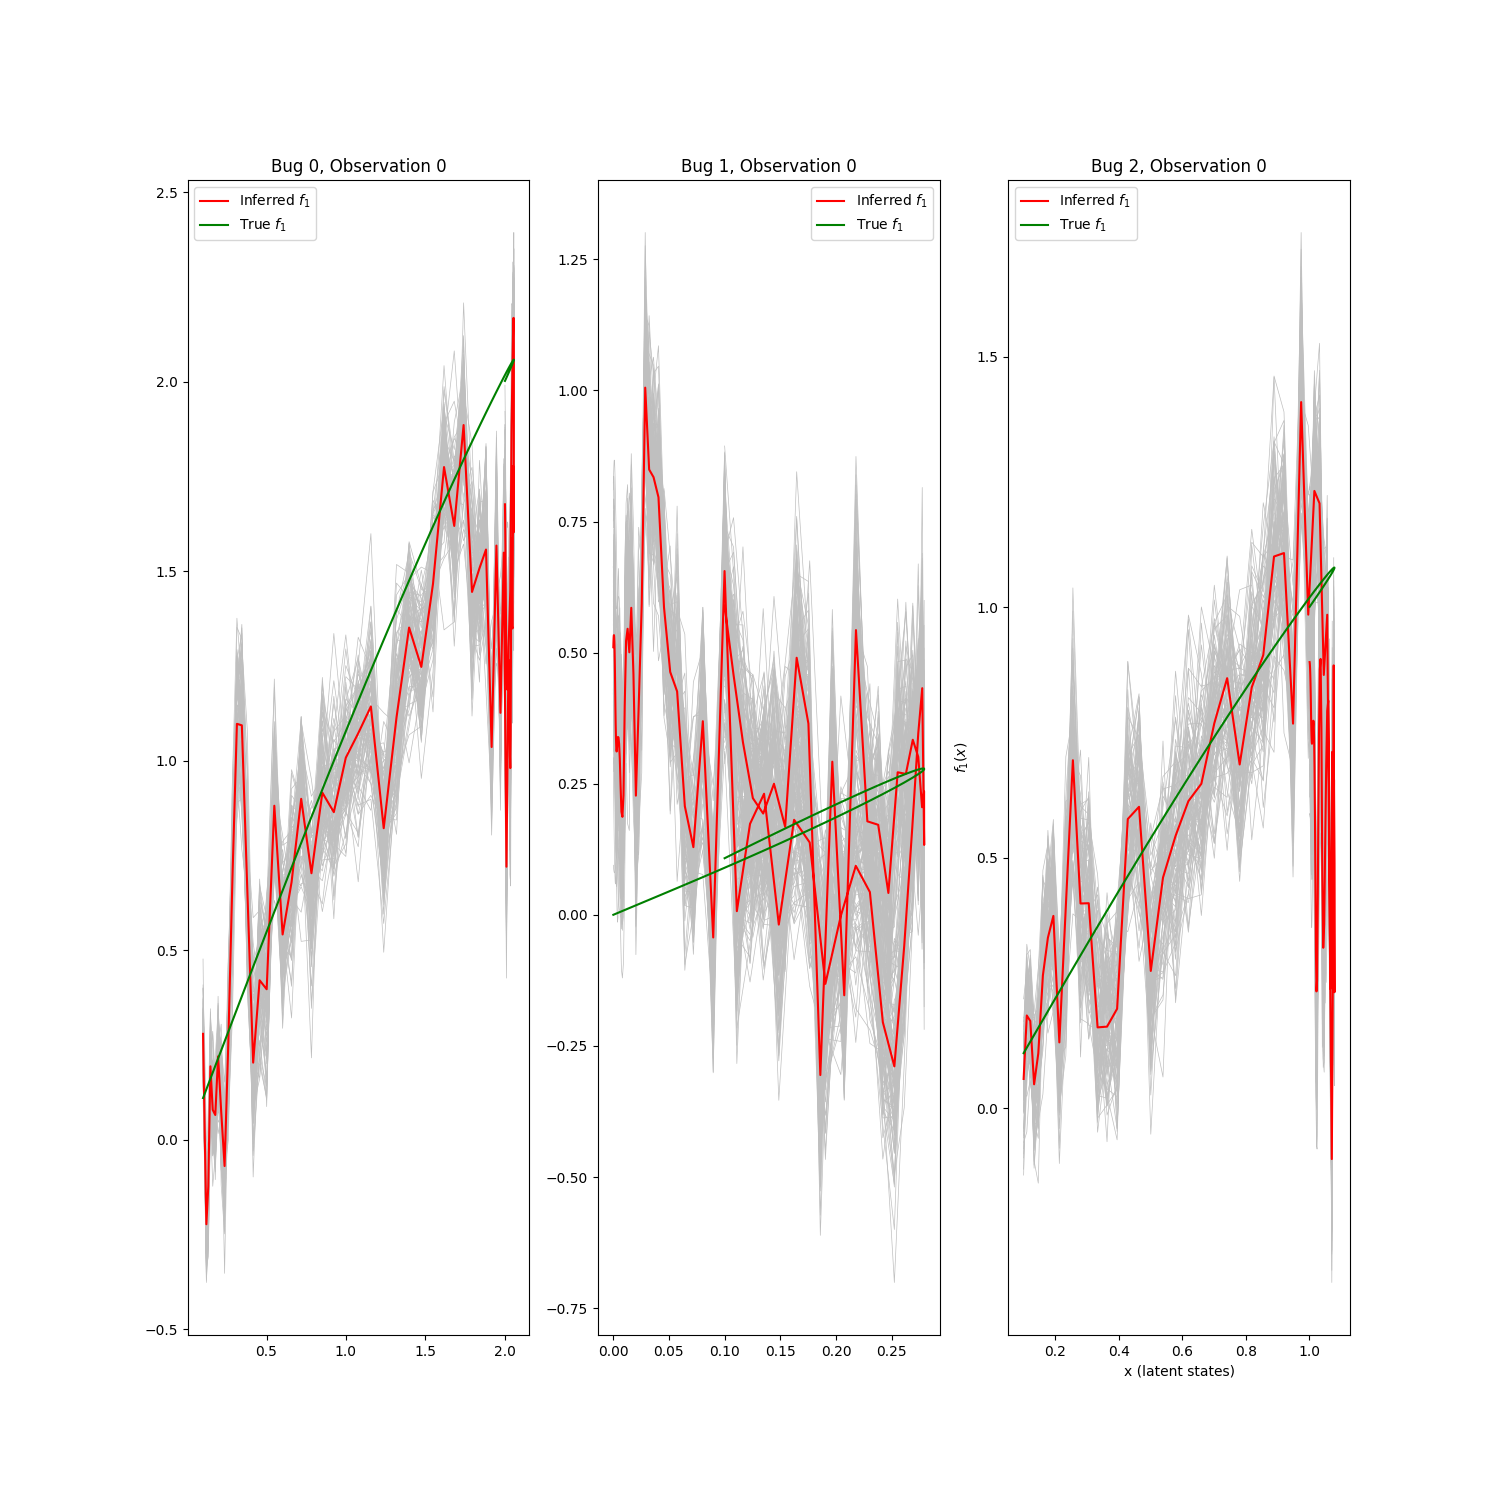 Bug 0, Observation 0
Inferred f₁
True f₁
2.5
2.0
1.5
1.0
0.5
0.0
−0.5
0.5 1.0 1.5 2.0
Bug 1, Observation 0
Inferred f₁
True f₁
1.25
1.00
0.75
0.50
0.25
0.00
−0.25
−0.50
−0.75
0.00 0.05 0.10 0.15 0.20 0.25
Bug 2, Observation 0
Inferred f₁
True f₁
f₁(x)
1.5
1.0
0.5
0.0
0.2 0.4 0.6 0.8 1.0
x (latent states)